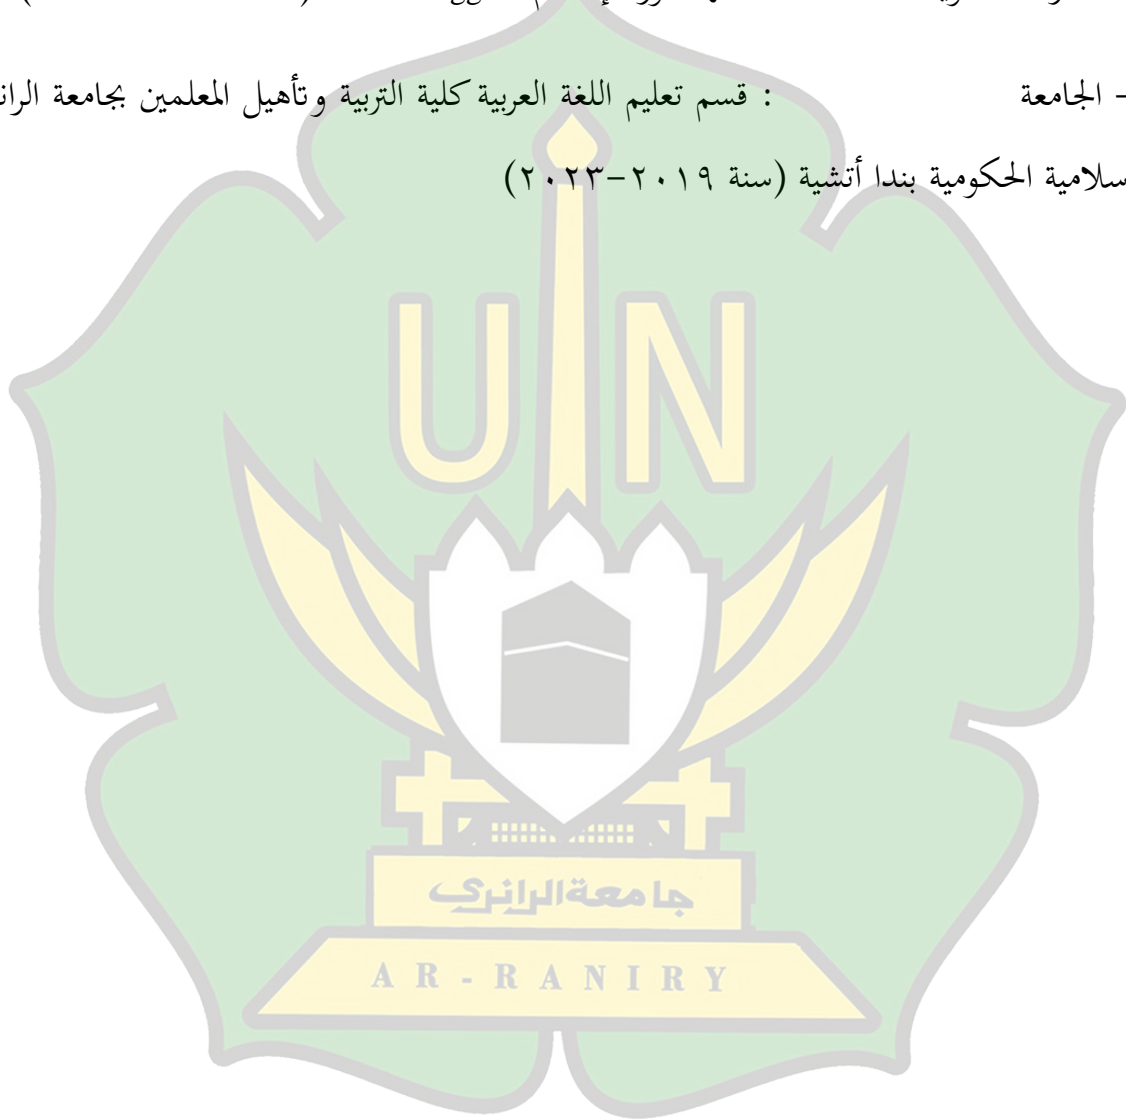 - الجامعة : قسم تعليم اللغة العربية كلية التربية وتأهيل المعلمين بجامعة
سلامية الحكومية بندا أتشية (سنة ٢٠١٩-٢٠٢٣)
UIN
جامعة الرانري
AR-RANIRY